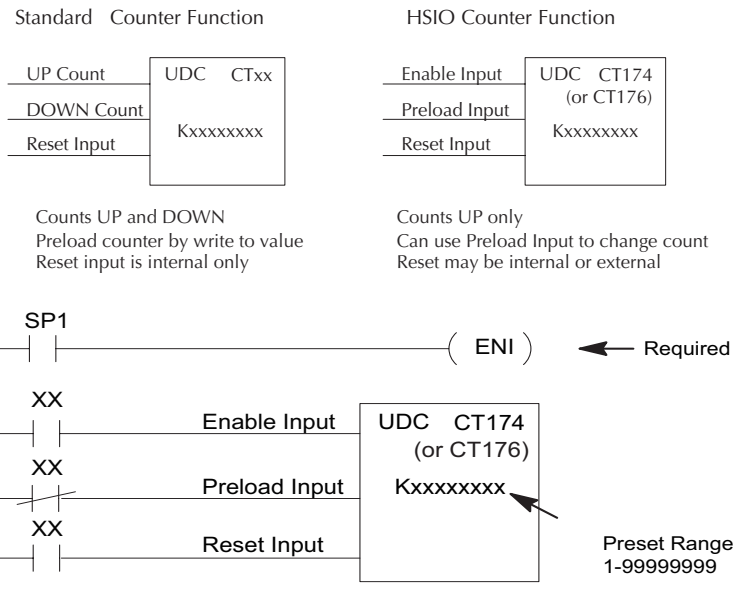 Standard Counter Function
UP Count
UDC CTxx
DOWN Count
Kxxxxxxxx
Reset Input
Counts UP and DOWN
Preload counter by write to value
Reset input is internal only
HSIO Counter Function
Enable Input
UDC CT174
(or CT176)
Preload Input
Kxxxxxxxx
Reset Input
Counts UP only
Can use Preload Input to change count
Reset may be internal or external
SP1
ENI
Required
XX
Enable Input
UDC CT174
(or CT176)
XX
Preload Input
Kxxxxxxxx
XX
Reset Input
Preset Range
1-99999999